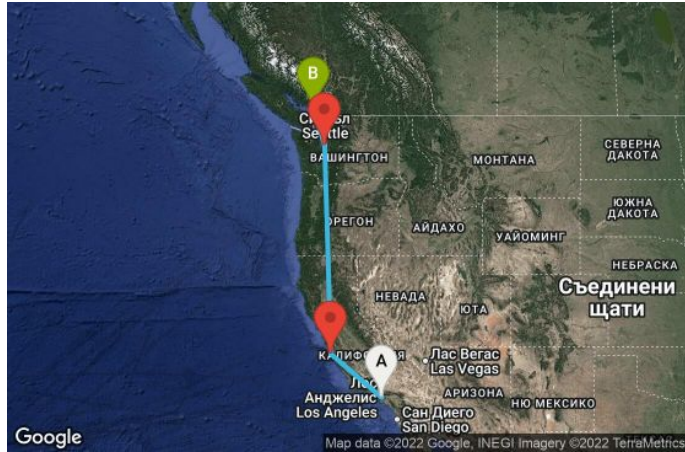 B
Сиатъл
Seattle
ВАШИНГТОН
МОНТАНА
СЕВЕРНА
ДАКОТА
ОРЕГОН
АЙДАХО
ЮЖНА
ДАКОТА
УАЙОМИНГ
НЕБРАСКА
НЕВАДА
ЮТА
Съединени
щати
КАЛИФОРНИЯ
A
Лас Вегас
Las Vegas
Лос
Анджелис
Los Angeles
АРИЗОНА
НЮ МЕКСИКО
Сан Диего
San Diego
Google
Map data ©2022 Google, INEGI Imagery ©2022 TerraMetrics